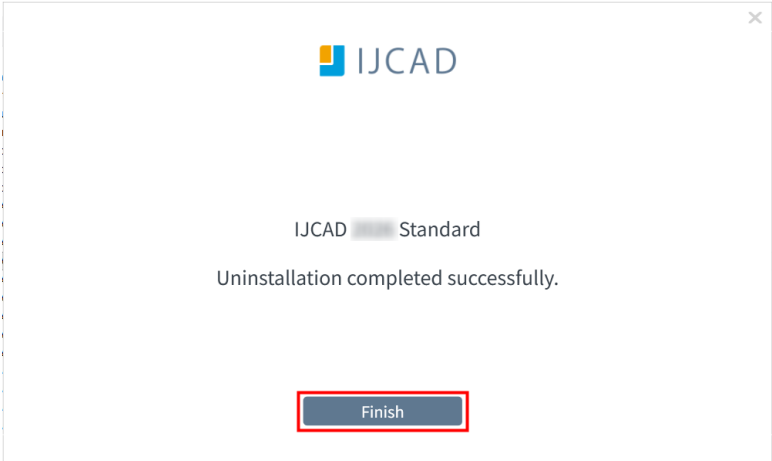 IJCAD
IJCAD Standard
Uninstallation completed successfully.
Finish